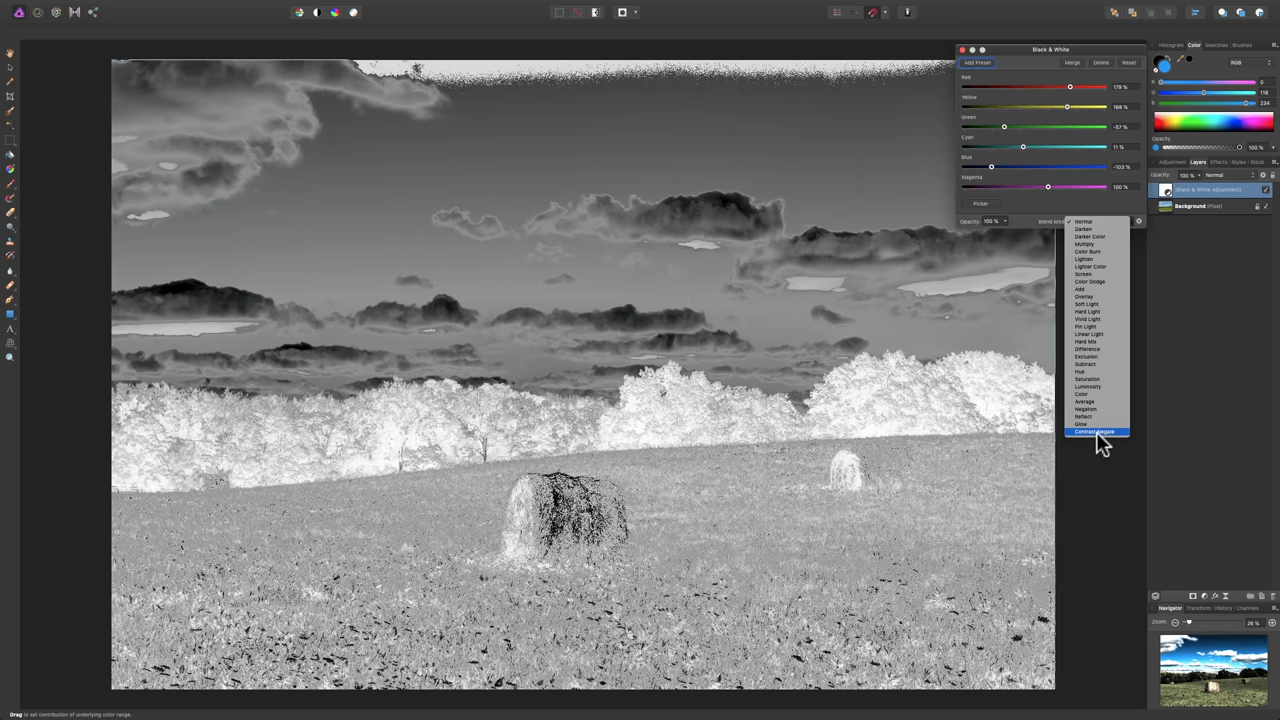 Black & White
Add Preset Merge Delete Reset
Red
179 %
Yellow
168 %
Green
-57 %
Cyan
11 %
Blue
-103 %
Magenta
100 %
Picker
Opacity: 100 % Blend Mod
Normal
Darken
Darker Color
Multiply
Color Burn
Lighten
Lighter Color
Screen
Color Dodge
Add
Overlay
Soft Light
Hard Light
Vivid Light
Pin Light
Linear Light
Hard Mix
Difference
Exclusion
Subtract
Hue
Saturation
Luminosity
Color
Average
Negation
Reflect
Glow
Contrast Negate
Histogram Color Swatches Brushes
RGB
R 0
G 118
B 234
Opacity
100 %
Adjustment Layers Effects Styles Stock
Opacity: 100 % Normal
(Black & White Adjustment)
Background (Pixel)
Navigator Transform History Channels
Zoom: 26 %
Drag to set contribution of underlying color range.